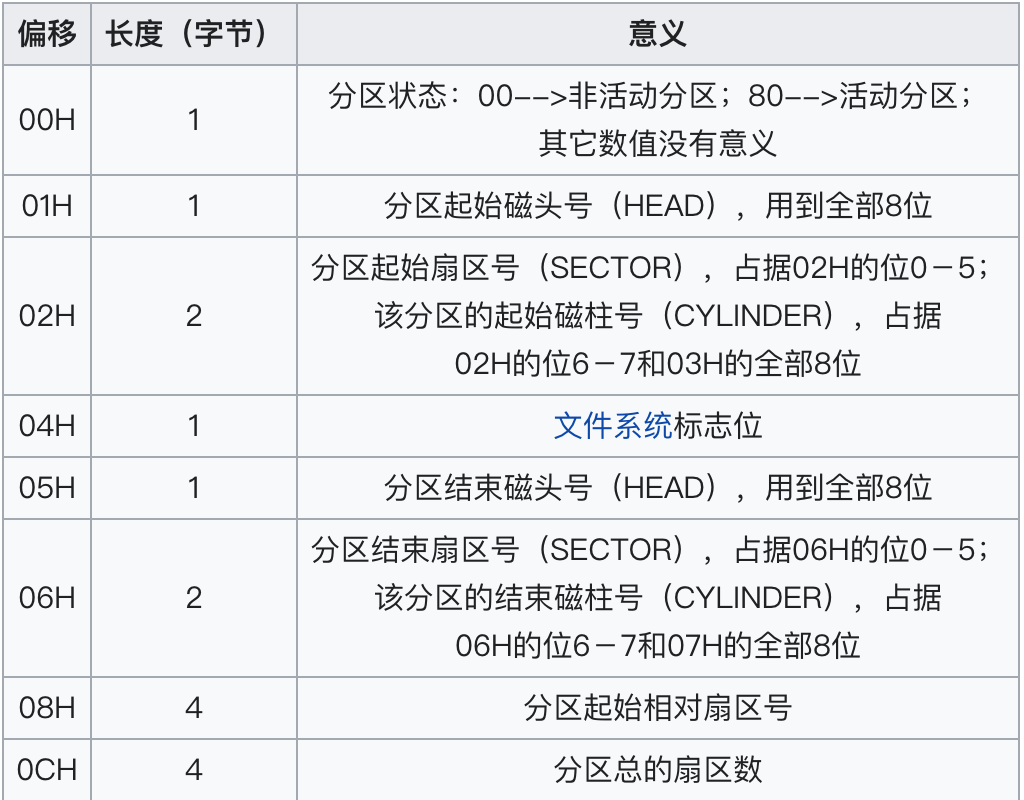 偏移 长度（字节） 意义
分区状态：00-->非活动分区；80-->活动分区；
00H 1
其它数值没有意义
01H 1 分区起始磁头号（HEAD），用到全部8位
分区起始扇区号（SECTOR），占据02H的位0－5；
02H 2 该分区的起始磁柱号（CYLINDER），占据
02H的位6－7和03H的全部8位
04H 1 文件系统标志位
05H 1 分区结束磁头号（HEAD），用到全部8位
分区结束扇区号（SECTOR），占据06H的位0－5；
06H 2 该分区的结束磁柱号（CYLINDER），占据
06H的位6－7和07H的全部8位
08H 4 分区起始相对扇区号
0CH 4 分区总的扇区数